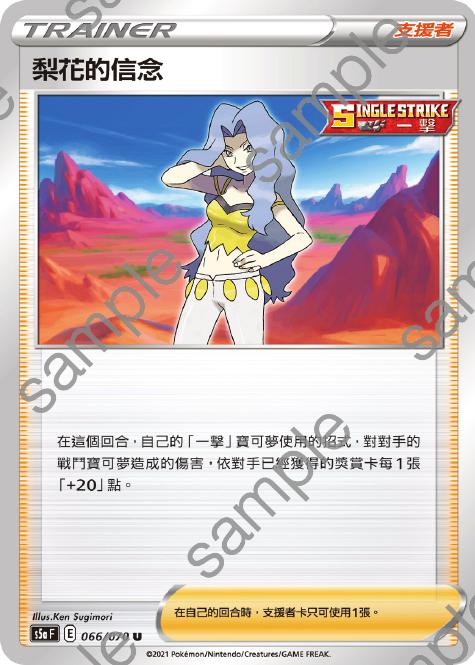 TRAINER 支援者
梨花的信念
SINGLE STRIKE
一擊
在這個回合，自己的「一擊」寶可夢使用的招式，對對手的
戰鬥寶可夢造成的傷害，依對手已經獲得的獎賞卡每1張
「+20」點。
Illus.Ken Sugimori
s5a F E 066/070 U
在自己的回合時，支援者卡只可使用1張。
©2021 Pokémon/Nintendo/Creatures/GAME FREAK.
sample
sample
sample
sample
sample
sample